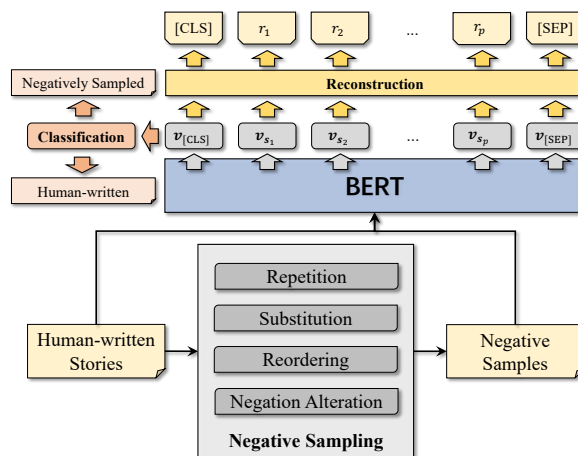 [CLS] r₁ r₂ ... rₚ [SEP]
Negatively Sampled
Reconstruction
Classification
v[CLS] vs₁ vs₂ ... vsₚ v[SEP]
Human-written
BERT
Repetition
Substitution
Human-written
Stories
Reordering
Negative
Samples
Negation Alteration
Negative Sampling